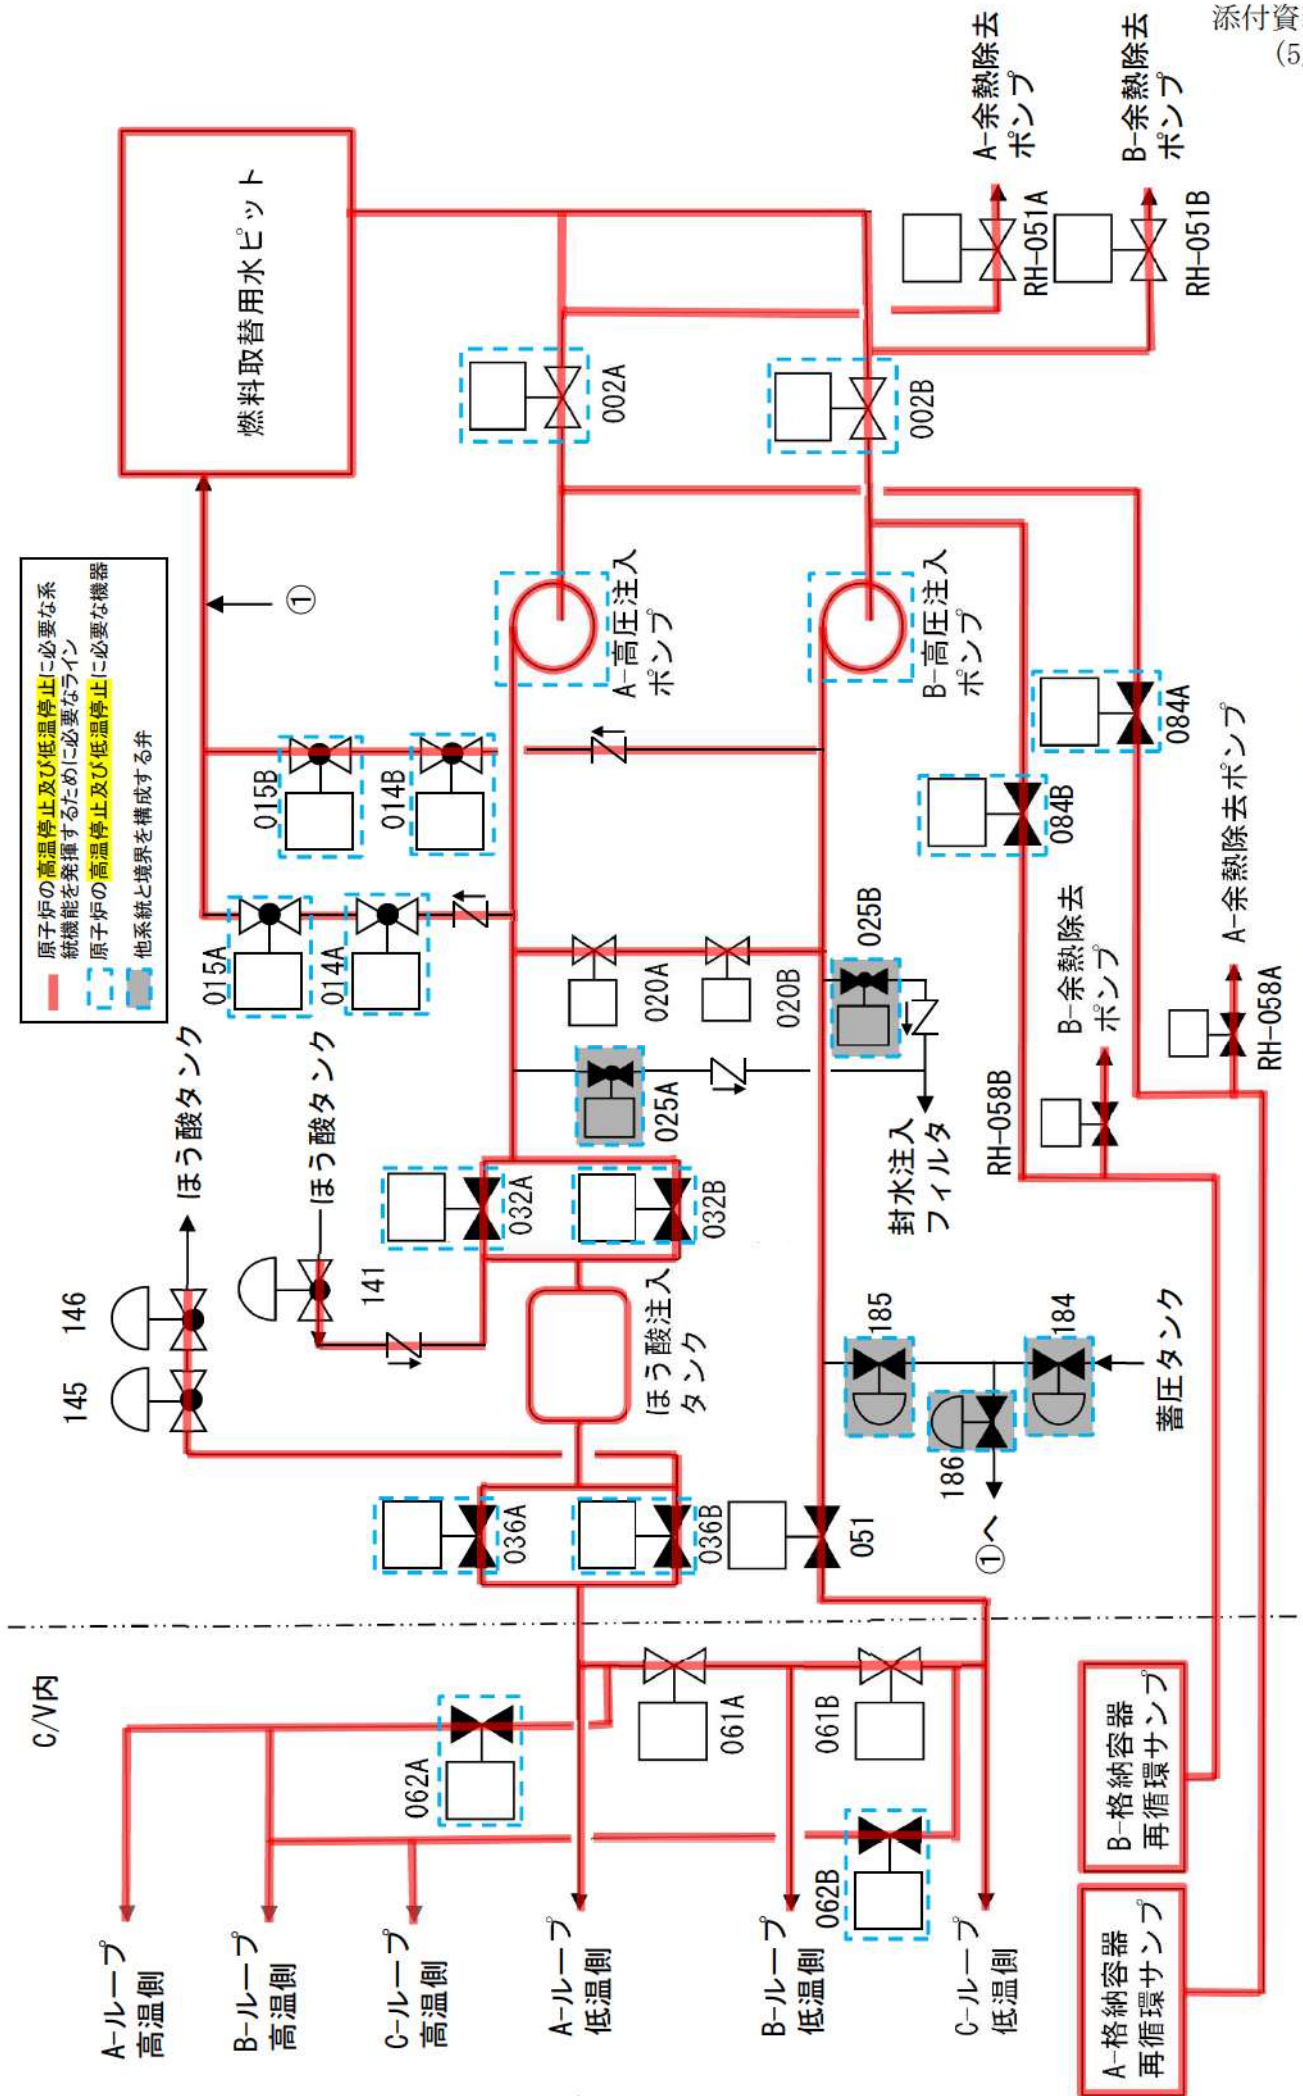 添付資
(5,
原子炉の高温停止及び低温停止に必要な系
統機能を発揮するために必要なライン
原子炉の高温停止及び低温停止に必要な機器
他系統と境界を構成する弁
燃料取替用水ピット
A-余熱除去
ポンプ
B-余熱除去
ポンプ
RH-051A
RH-051B
002A
002B
①
A-高圧注入
ポンプ
B-高圧注入
ポンプ
015B
014B
015A
014A
084A
084B
020A
020B
025B
025A
A-余熱除去ポンプ
RH-058A
B-余熱除去
ポンプ
RH-058B
封水注入
フィルタ
ほう酸タンク
ほう酸タンク
146
145
141
032A
032B
ほう酸注入
タンク
036A
036B
051
185
184
186
①へ
蓄圧タンク
C/V内
062A
061A
061B
062B
A-ループ
高温側
B-ループ
高温側
C-ループ
高温側
A-ループ
低温側
B-ループ
低温側
C-ループ
低温側
B-格納容器
再循環サンプ
A-格納容器
再循環サンプ